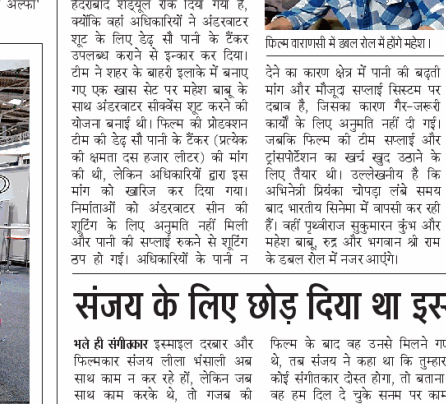 अल्फा'
हैदराबाद शेड्यूल रोक दिया गया है,
क्योंकि वहां अधिकारियों ने अंडरवाटर
शूट के लिए डेढ़ सौ पानी के टैंकर
उपलब्ध कराने से इन्कार कर दिया।
टीम ने शहर के बाहरी इलाके में बनाए
गए एक खास सेट पर महेश बाबू के
साथ अंडरवाटर सीक्वेंस शूट करने की
योजना बनाई थी। फिल्म की प्रोडक्शन
टीम की डेढ़ सौ पानी के टैंकर (प्रत्येक
की क्षमता दस हजार लीटर) की मांग
की थी, लेकिन अधिकारियों द्वारा इस
मांग को खारिज कर दिया गया।
निर्माताओं को अंडरवाटर सीन की
शूटिंग के लिए अनुमति नहीं मिली
और पानी की सप्लाई रुकने से शूटिंग
ठप हो गई। अधिकारियों के पानी न
फिल्म वाराणसी में डबल रोल में होंगे महेश।
देने का कारण क्षेत्र में पानी की बढ़ती
मांग और मौजूदा सप्लाई सिस्टम पर
दबाव है, जिसका कारण गैर-जरूरी
कार्यों के लिए अनुमति नहीं दी गई।
जबकि फिल्म की टीम सप्लाई और
ट्रांसपोर्टेशन का खर्च खुद उठाने के
लिए तैयार थी। उल्लेखनीय है कि
अभिनेत्री प्रियंका चोपड़ा लंबे समय
बाद भारतीय सिनेमा में वापसी कर रही
हैं। वहीं पृथ्वीराज सुकुमारन कुंभ और
महेश बाबू, रुद्र और भगवान श्री राम
के डबल रोल में नजर आएंगे।
संजय के लिए छोड़ दिया था
भले ही संगीतकार इस्माइल दरबार और
फिल्मकार संजय लीला भंसाली अब
साथ काम न कर रहे हों, लेकिन जब
साथ काम करके थे, तो गजब की
फिल्म के बाद वह उनसे मिलने
थे, तब संजय ने कहा था कि
कोई संगीतकार दोस्त होगा, तो बताना
वह हम दिल दे चुके सनम पर